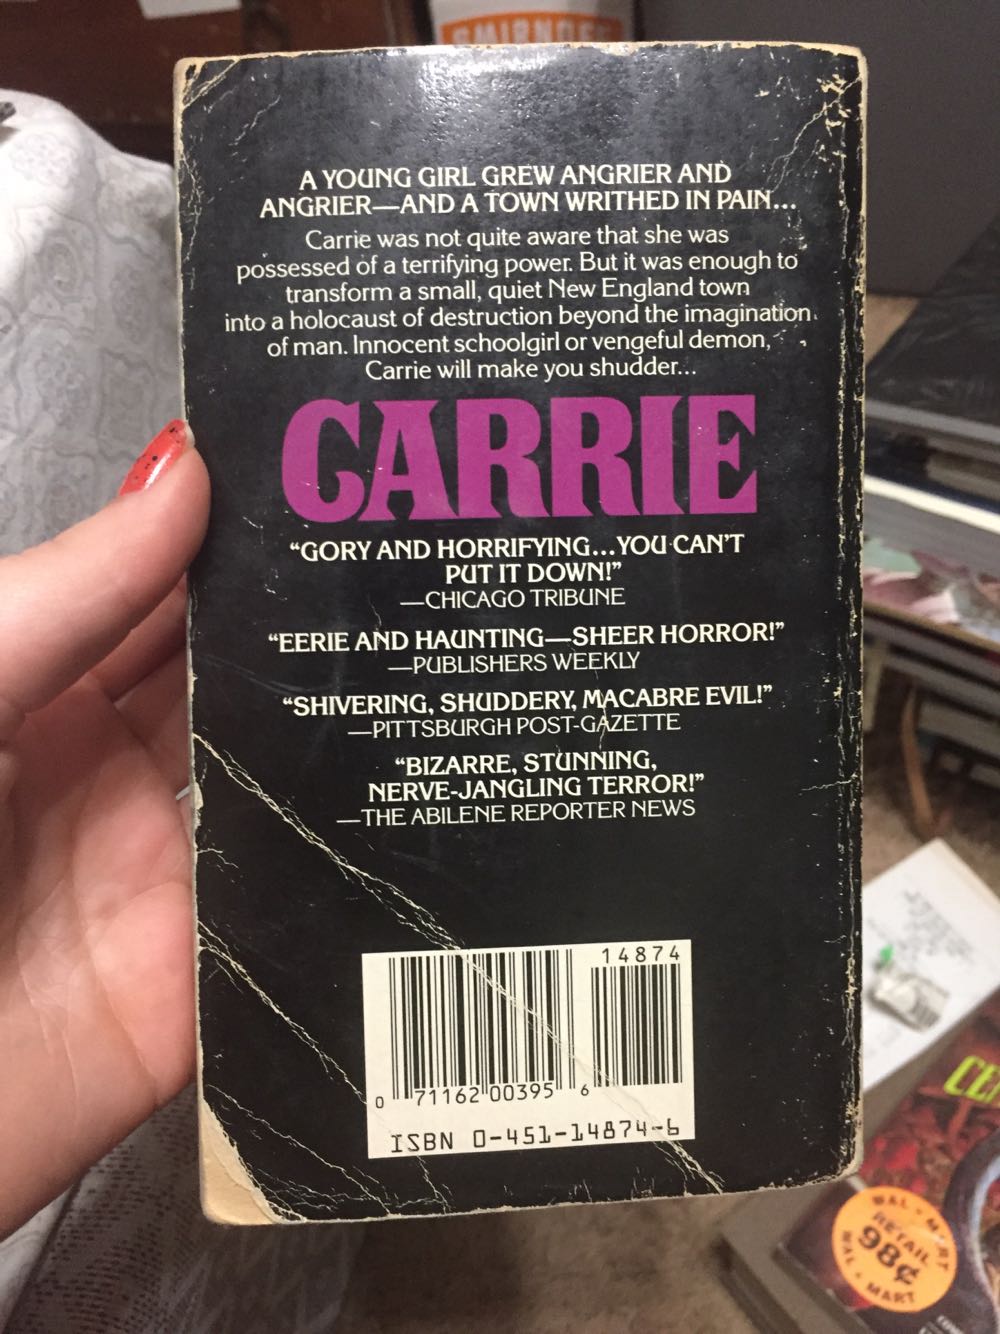 SMIRNOFF
A YOUNG GIRL GREW ANGRIER AND
ANGRIER—AND A TOWN WRITHED IN PAIN...
Carrie was not quite aware that she was
possessed of a terrifying power. But it was enough to
transform a small, quiet New England town
into a holocaust of destruction beyond the imagination
of man. Innocent schoolgirl or vengeful demon,
Carrie will make you shudder...
CARRIE
“GORY AND HORRIFYING...YOU CAN'T
PUT IT DOWN!”
—CHICAGO TRIBUNE
“EERIE AND HAUNTING—SHEER HORROR!”
—PUBLISHERS WEEKLY
“SHIVERING, SHUDDERY, MACABRE EVIL!”
—PITTSBURGH POST-GAZETTE
“BIZARRE, STUNNING,
NERVE-JANGLING TERROR!”
—THE ABILENE REPORTER NEWS
14874
0 71162 00395 6
ISBN 0-451-14874-6
WAL-MART
RETAIL
98¢
WAL-MART